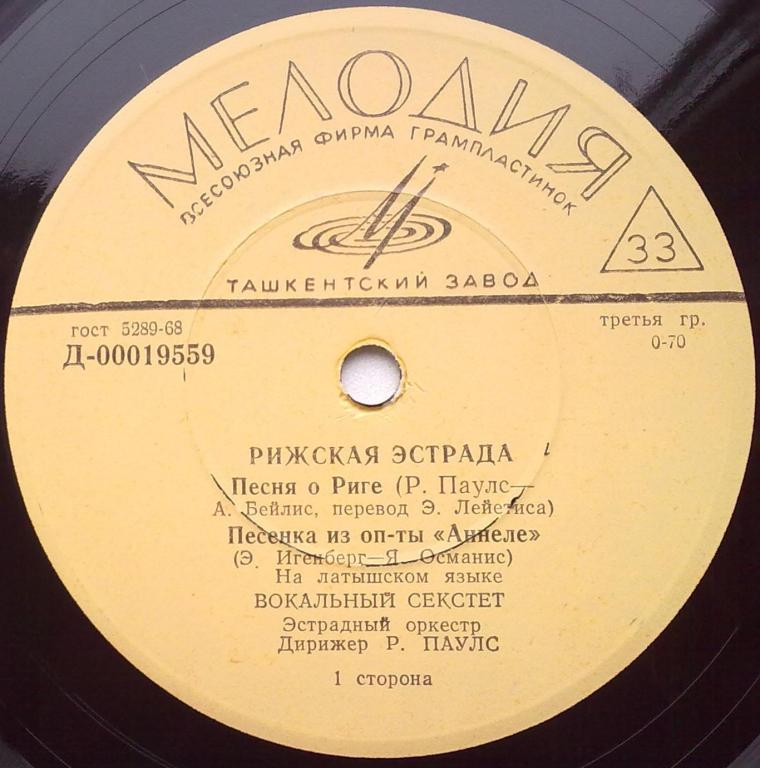 МЕЛОДИЯ
ВСЕСОЮЗНАЯ ФИРМА ГРАМПЛАСТИНОК
33
ТАШКЕНТСКИЙ ЗАВОД
гост 5289-68
Д-00019559
третья гр.
0-70
РИЖСКАЯ ЭСТРАДА
Песня о Риге (Р. Паулс—
А. Бейлис, перевод Э. Лейетиса)
Песенка из оп-ты «Аннеле»
(Э. Игенберг—Я. Османис)
На латышском языке
ВОКАЛЬНЫЙ СЕКСТЕТ
Эстрадный оркестр
Дирижер Р. ПАУЛС
1 сторона